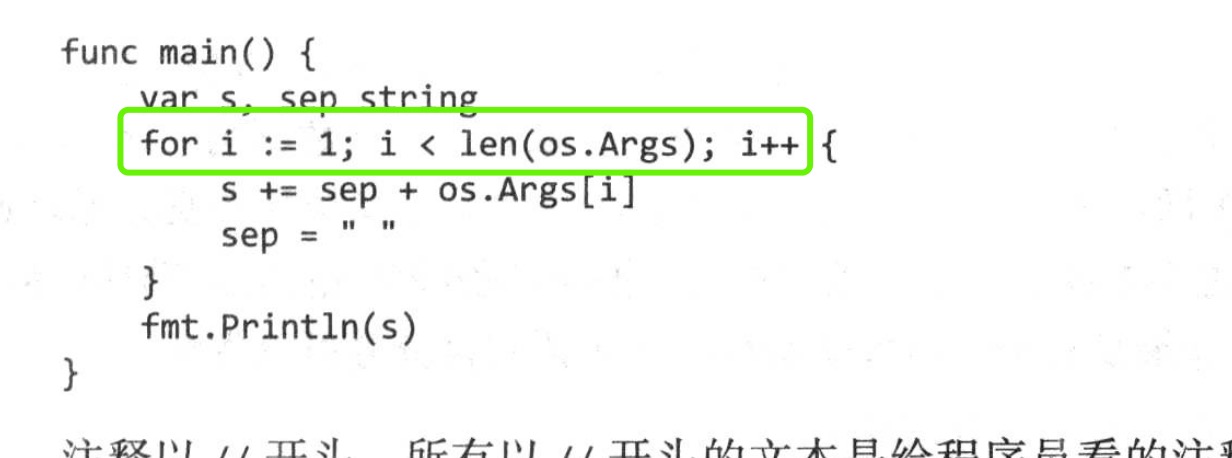 func main() {
    var s, sep string
    for i := 1; i < len(os.Args); i++ {
        s += sep + os.Args[i]
        sep = " "
    }
    fmt.Println(s)
}
注释以 // 开头。所有以 // 开头的文本是给程序员看的注释